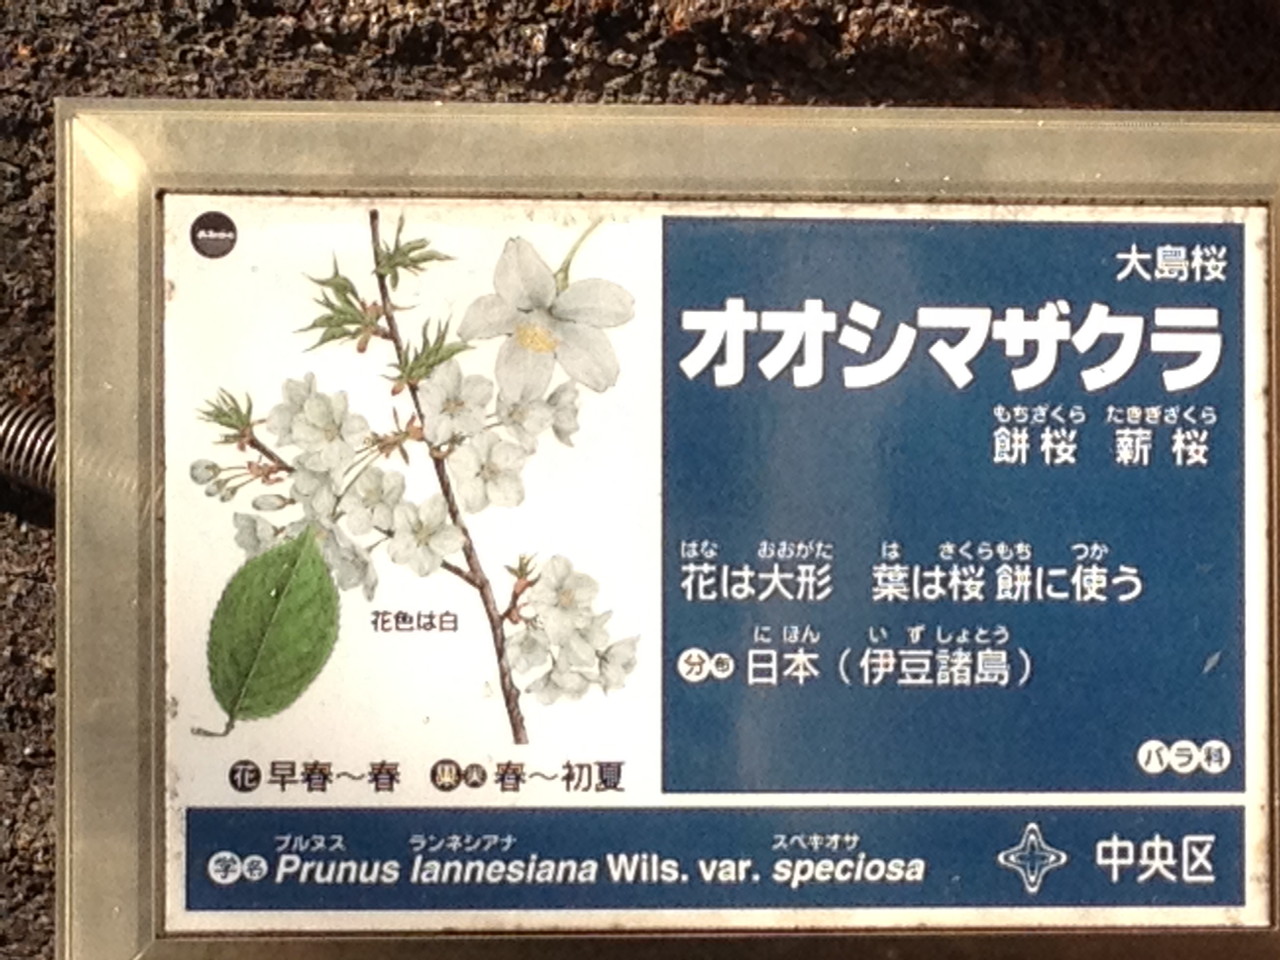 大島桜
オオシマザクラ
もちざくら たきぎざくら
餅桜 薪桜
はな おおがた は さくらもち つか
花は大形 葉は桜餅に使う
にほん いずしょとう
分布 日本（伊豆諸島）
バラ科
花色は白
花 早春～春 果実 春～初夏
プルヌス ランネシアナ スペキオサ
学名 Prunus lannesiana Wils. var. speciosa
中央区